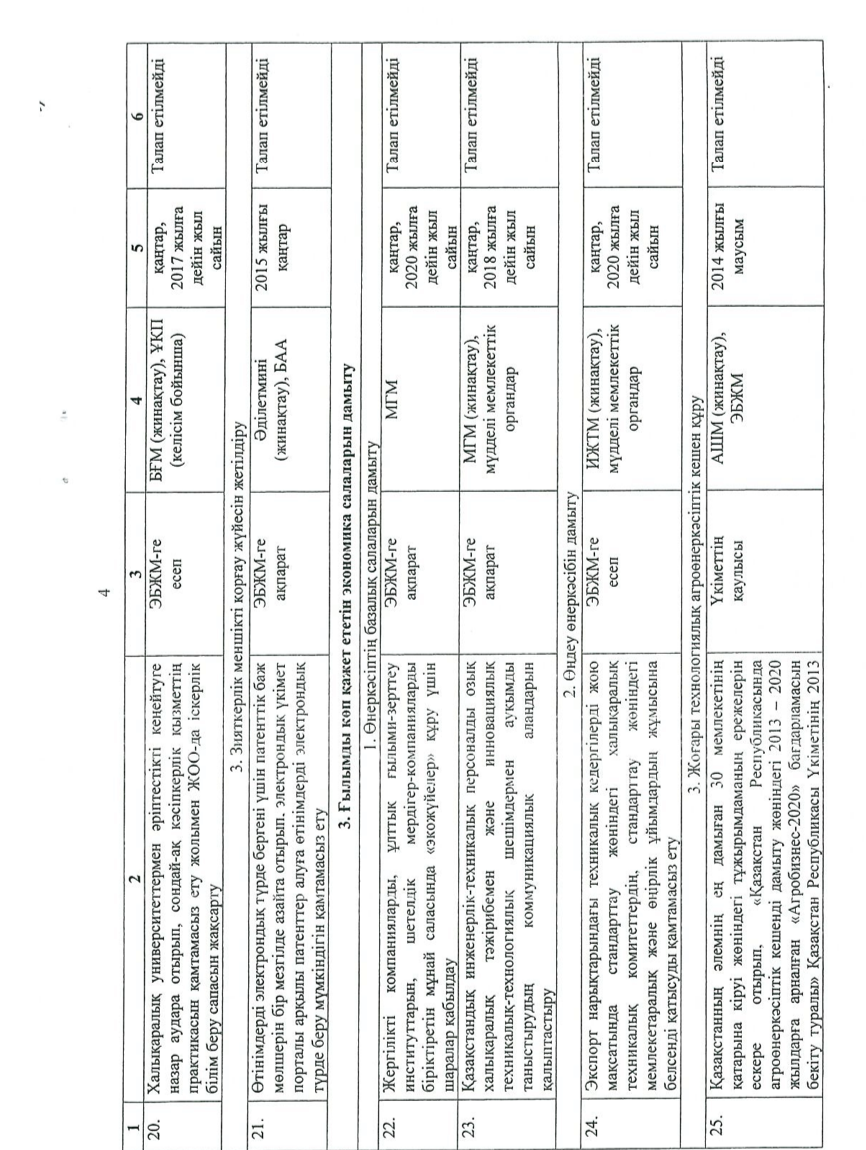 4
1 2 3 4 5 6
20. Халықаралық университеттермен әріптестікті кеңейтуге
назар аудара отырып, сондай-ақ кәсіпкерлік қызметтің
практикасын қамтамасыз ету жолымен ЖОО-да іскерлік
білім беру сапасын жақсарту
ЭБЖМ-ге
есеп
БҒМ (жинақтау), ҰКП
(келісім бойынша)
қаңтар,
2017 жылға
дейін жыл
сайын
Талап етілмейді
3. Зияткерлік меншікті қорғау жүйесін жетілдіру
21. Өтінімдерді электрондық түрде бергені үшін патенттік баж
мөлшерін бір мезгілде азайта отырып, электрондық үкімет
порталы арқылы патенттер алуға өтінімдерді электрондық
түрде беру мүмкіндігін қамтамасыз ету
ЭБЖМ-ге
ақпарат
Әділетмині
(жинақтау), БАА
2015 жылғы
қаңтар
Талап етілмейді
3. Ғылымды көп қажет ететін экономика салаларын дамыту
1. Өнеркәсіптің базалық салаларын дамыту
22. Жергілікті компанияларды, ұлттық ғылыми-зерттеу
институттарын, шетелдік мердігер-компанияларды
біріктіретін мұнай саласында «экожүйелер» құру үшін
шаралар қабылдау
ЭБЖМ-ге
ақпарат
МГМ
қаңтар,
2020 жылға
дейін жыл
сайын
Талап етілмейді
23. Қазақстандық инженерлік-техникалық персоналды озық
халықаралық тәжірибемен және инновациялық
техникалық-технологиялық шешімдермен ауқымды
таныстырудың коммуникациялық алаңдарын
қалыптастыру
ЭБЖМ-ге
ақпарат
МГМ (жинақтау),
мүдделі мемлекеттік
органдар
қаңтар,
2018 жылға
дейін жыл
сайын
Талап етілмейді
2. Өңдеу өнеркәсібін дамыту
24. Экспорт нарықтарындағы техникалық кедергілерді жою
мақсатында стандарттау жөніндегі халықаралық
техникалық комитеттердің, стандарттау жөніндегі
мемлекетаралық және өңірлік ұйымдардың жұмысына
белсенді қатысуды қамтамасыз ету
ЭБЖМ-ге
есеп
ИЖТМ (жинақтау),
мүдделі мемлекеттік
органдар
қаңтар,
2020 жылға
дейін жыл
сайын
Талап етілмейді
3. Жоғары технологиялық агроөнеркәсіптік кешен құру
25. Қазақстанның әлемнің ең дамыған 30 мемлекетінің
қатарына кіруі жөніндегі тұжырымдаманың ережелерін
ескере отырып, «Қазақстан Республикасында
агроөнеркәсіптік кешенді дамыту жөніндегі 2013 – 2020
жылдарға арналған «Агробизнес-2020» бағдарламасын
бекіту туралы» Қазақстан Республикасы Үкіметінің 2013
Үкіметтің
қаулысы
АШМ (жинақтау),
ЭБЖМ
2014 жылғы
маусым
Талап етілмейді